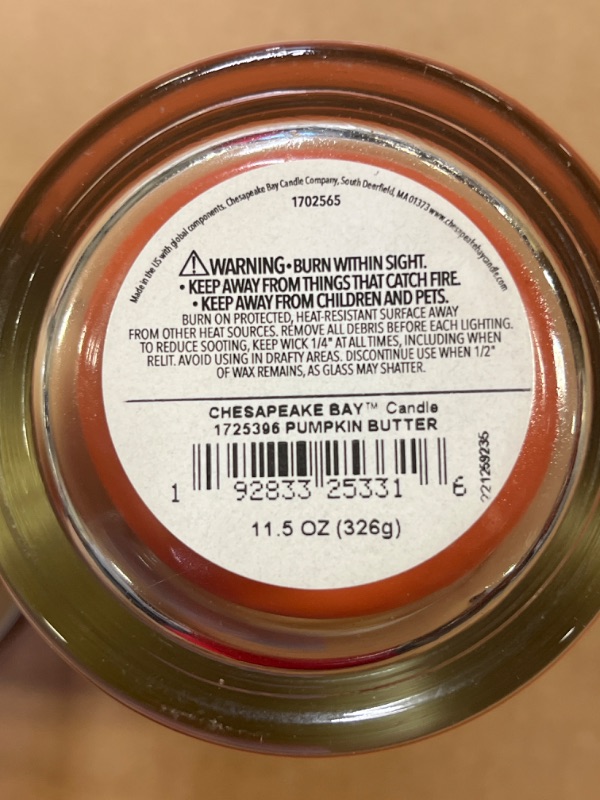 Made in the US with global components. Chesapeake Bay Candle Company, South Deerfield, MA 01373 www.chesapeakebaycandle.com
1702565
⚠WARNING•BURN WITHIN SIGHT.
• KEEP AWAY FROM THINGS THAT CATCH FIRE.
• KEEP AWAY FROM CHILDREN AND PETS.
BURN ON PROTECTED, HEAT-RESISTANT SURFACE AWAY
FROM OTHER HEAT SOURCES. REMOVE ALL DEBRIS BEFORE EACH LIGHTING.
TO REDUCE SOOTING, KEEP WICK 1/4" AT ALL TIMES, INCLUDING WHEN
RELIT. AVOID USING IN DRAFTY AREAS. DISCONTINUE USE WHEN 1/2"
OF WAX REMAINS, AS GLASS MAY SHATTER.
CHESAPEAKE BAY™ Candle
1725396 PUMPKIN BUTTER
1 92833 25331 6
221269235
11.5 OZ (326g)